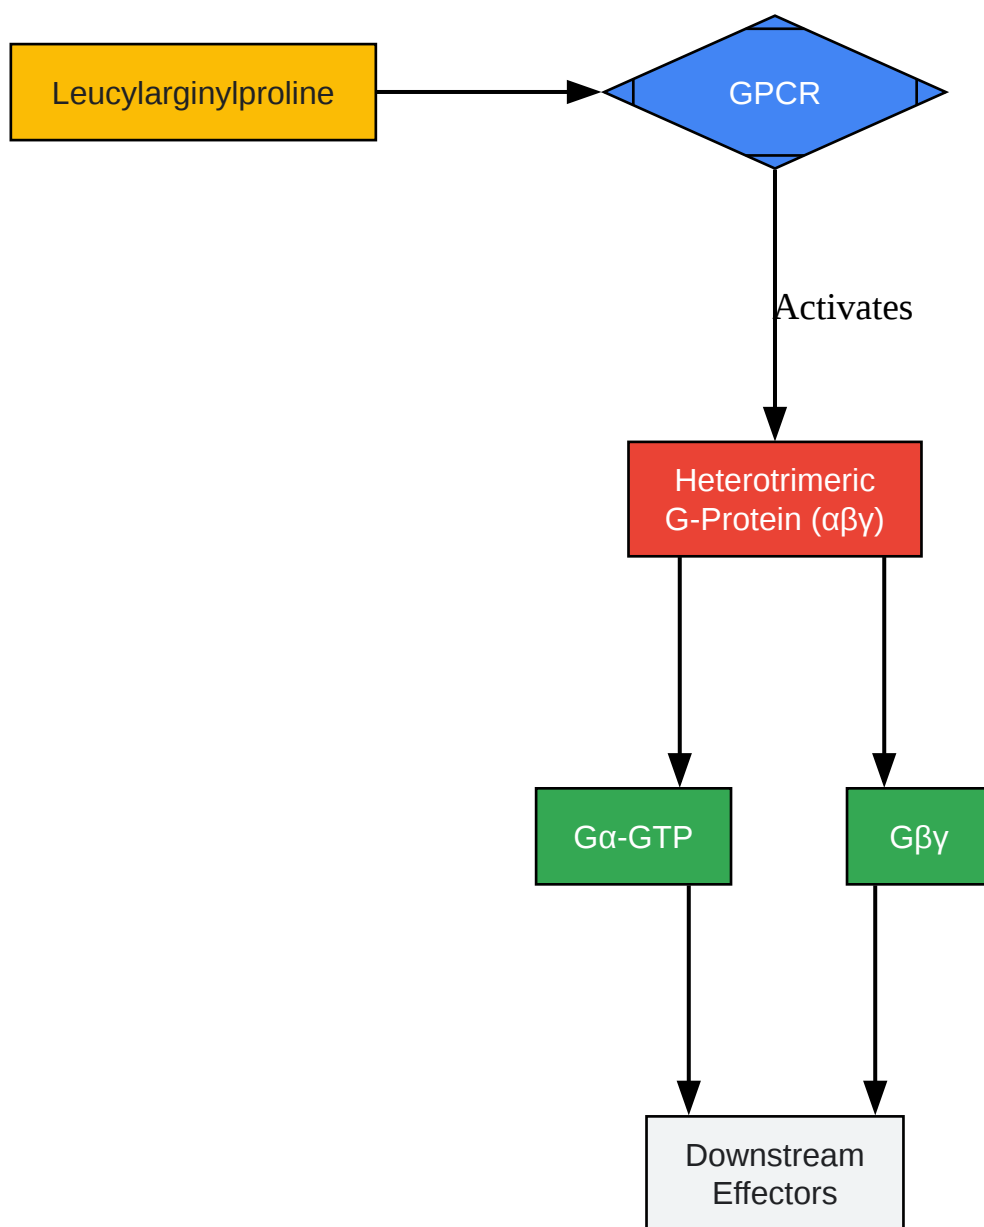 Leucylarginylproline
GPCR
Activates
Heterotrimeric
G-Protein (αβγ)
Gα-GTP
Gβγ
Downstream
Effectors